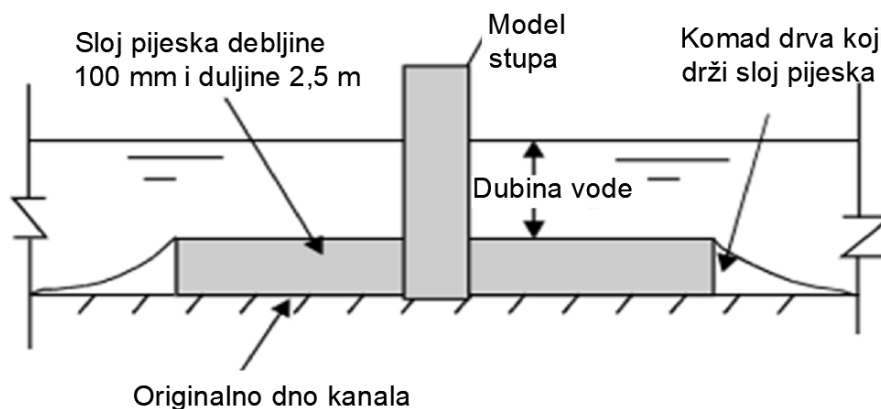 Sloj pijeska debljine
100 mm i duljine 2,5 m
Model
stupa
Komad drva koj
drži sloj pijeska
Dubina vode
Originalno dno kanala